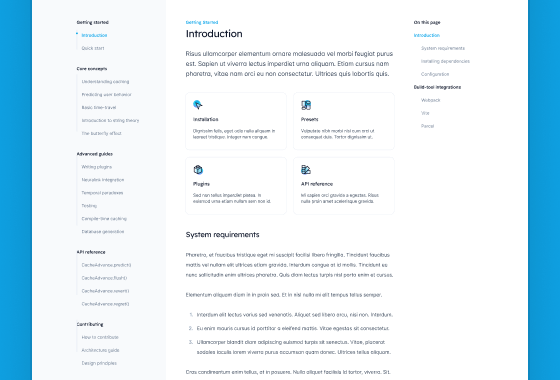 Getting started
Introduction
Quick start
Core concepts
Understanding caching
Predicting user behavior
Basic time-travel
Introduction to string theory
The butterfly effect
Advanced guides
Writing plugins
Neuralink integration
Temporal paradoxes
Testing
Compile-time caching
Database generation
API reference
CacheAdvance.predict()
CacheAdvance.flush()
CacheAdvance.revert()
CacheAdvance.regret()
Contributing
How to contribute
Architecture guide
Design principles
Getting Started
Introduction
Risus ullamcorper elementum ornare malesuada vel morbi feugiat purus
est. Sapien ut viverra lectus imperdiet urna aliquam. Etiam cursus nam
pharetra, vitae nam orci eu non consectetur. Ultrices quis lobortis quis.
Installation
Dignissim felis, eget odio nulla aliquam in
laoreet tristique. Integer nam congue.
Presets
Vulputate nibh morbi nisl nunc orci ut
consequat duis. Tortor dignissim ut.
Plugins
Sed non tellus imperdiet platea. In
euismod urna etiam nullam sem non id.
API reference
Mi sapien orci gravida a egestas. Risus
nulla proin amet scelerisque gravida.
System requirements
Pharetra, et faucibus tristique eget mi suscipit facilisi libero fringilla. Tincidunt faucibus
mattis vel nullam elit ultrices etiam gravida. Interdum congue at id mollis. Tincidunt eu
nunc sollicitudin enim ultrices pharetra. Quis diam lectus turpis nisl porta enim et cursus.
Elementum aliquam diam in in proin sed. Et in nisl nulla mi elit tempus tellus semper.
1. Interdum elit lectus varius sed venenatis. Aliquet sed libero arcu, nisi non. Interdum.
2. Eu enim mauris cursus id porttitor a eleifend mattis. Vitae egestas sit consectetur.
3. Ullamcorper blandit diam adipiscing euismod turpis sit senectus. Vitae, placerat
sodales iaculis lorem viverra purus accumsan quam donec. Ultrices tellus aliquam.
Cras condimentum enim tellus, at in posuere. Nulla aliquet facilisis id tortor, viverra. Sit.
On this page
Introduction
System requirements
Installing dependencies
Configuration
Build-tool integrations
Webpack
Vite
Parcel